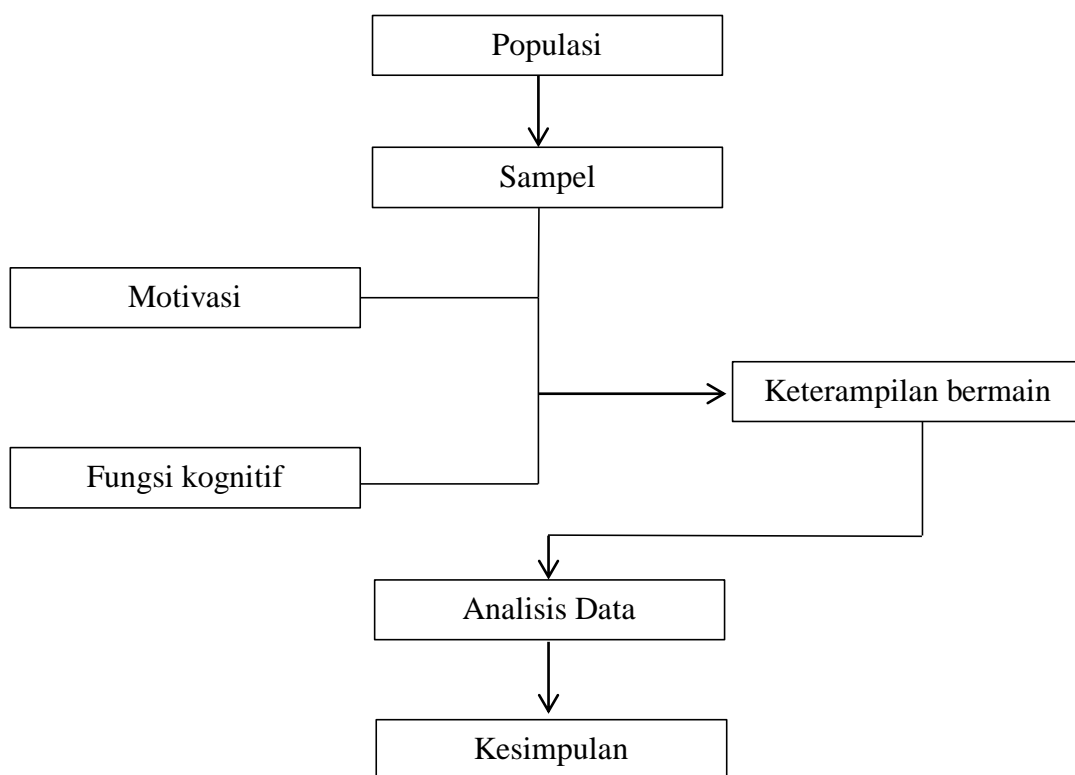 Populasi
Sampel
Motivasi
Keterampilan bermain
Fungsi kognitif
Analisis Data
Kesimpulan